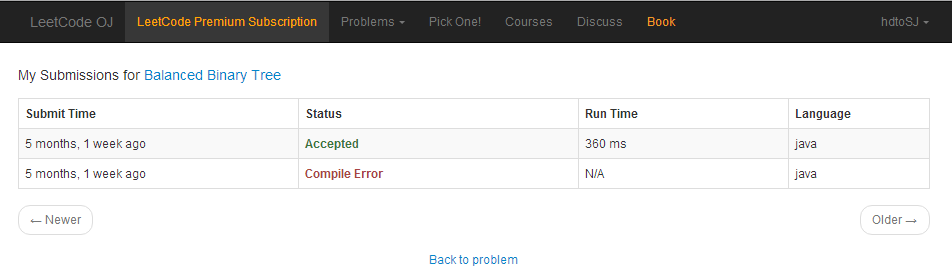 LeetCode OJ LeetCode Premium Subscription Problems Pick One! Courses Discuss Book hdtoSJ
My Submissions for Balanced Binary Tree
Submit Time Status Run Time Language
5 months, 1 week ago Accepted 360 ms java
5 months, 1 week ago Compile Error N/A java
← Newer Older →
Back to problem